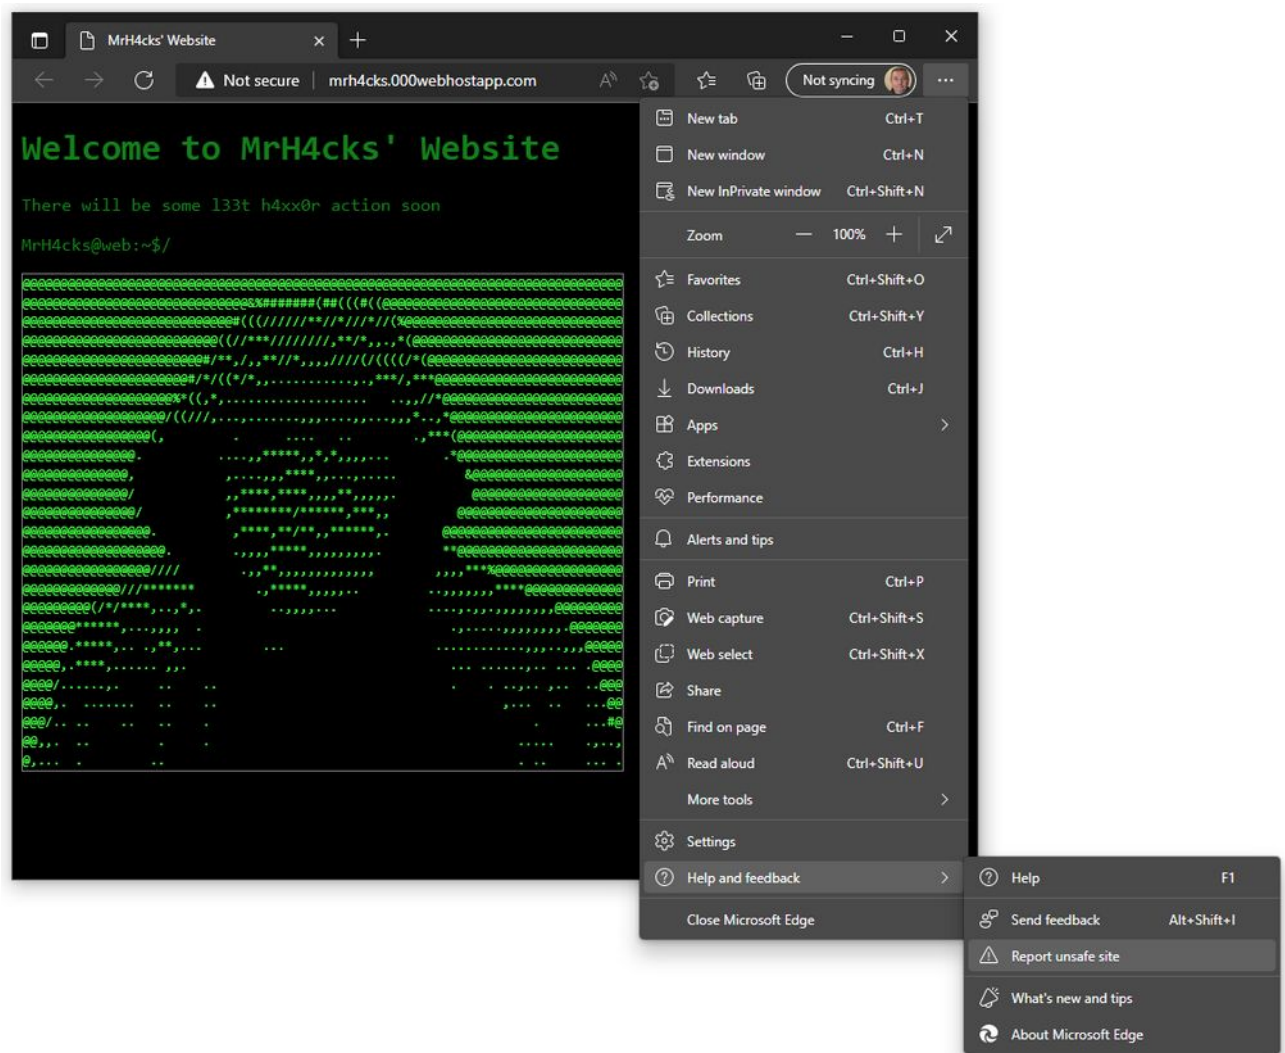 MrH4cks' Website
Not secure mrh4cks.000webhostapp.com Not syncing
Welcome to MrH4cks' Website
There will be some l33t h4xx0r action soon
MrH4cks@web:~$/
New tab Ctrl+T
New window Ctrl+N
New InPrivate window Ctrl+Shift+N
Zoom 100%
Favorites Ctrl+Shift+O
Collections Ctrl+Shift+Y
History Ctrl+H
Downloads Ctrl+J
Apps
Extensions
Performance
Alerts and tips
Print Ctrl+P
Web capture Ctrl+Shift+S
Web select Ctrl+Shift+X
Share
Find on page Ctrl+F
Read aloud Ctrl+Shift+U
More tools
Settings
Help and feedback
Close Microsoft Edge
Help F1
Send feedback Alt+Shift+I
Report unsafe site
What's new and tips
About Microsoft Edge